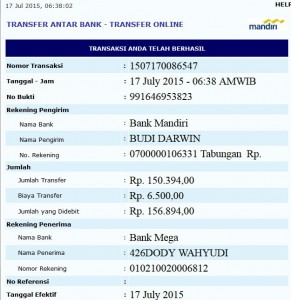 17 Jul 2015, 06:38:02
HELP
TRANSFER ANTAR BANK - TRANSFER ONLINE
mandiri
TRANSAKSI ANDA TELAH BERHASIL
Nomor Transaksi : 1507170086547
Tanggal - Jam : 17 July 2015 - 06:38 AMWIB
No Bukti : 991646953823
Rekening Pengirim
Nama Bank : Bank Mandiri
Nama Pengirim : BUDI DARWIN
No. Rekening : 0700000106331 Tabungan Rp.
Jumlah
Jumlah Transfer : Rp. 150.394,00
Biaya Transfer : Rp. 6.500,00
Jumlah yang Didebit : Rp. 156.894,00
Rekening Penerima
Nama Bank : Bank Mega
Nama Penerima : 426DODY WAHYUDI
Nomor Rekening : 010210020006812
No Referensi :
Tanggal Efektif : 17 July 2015